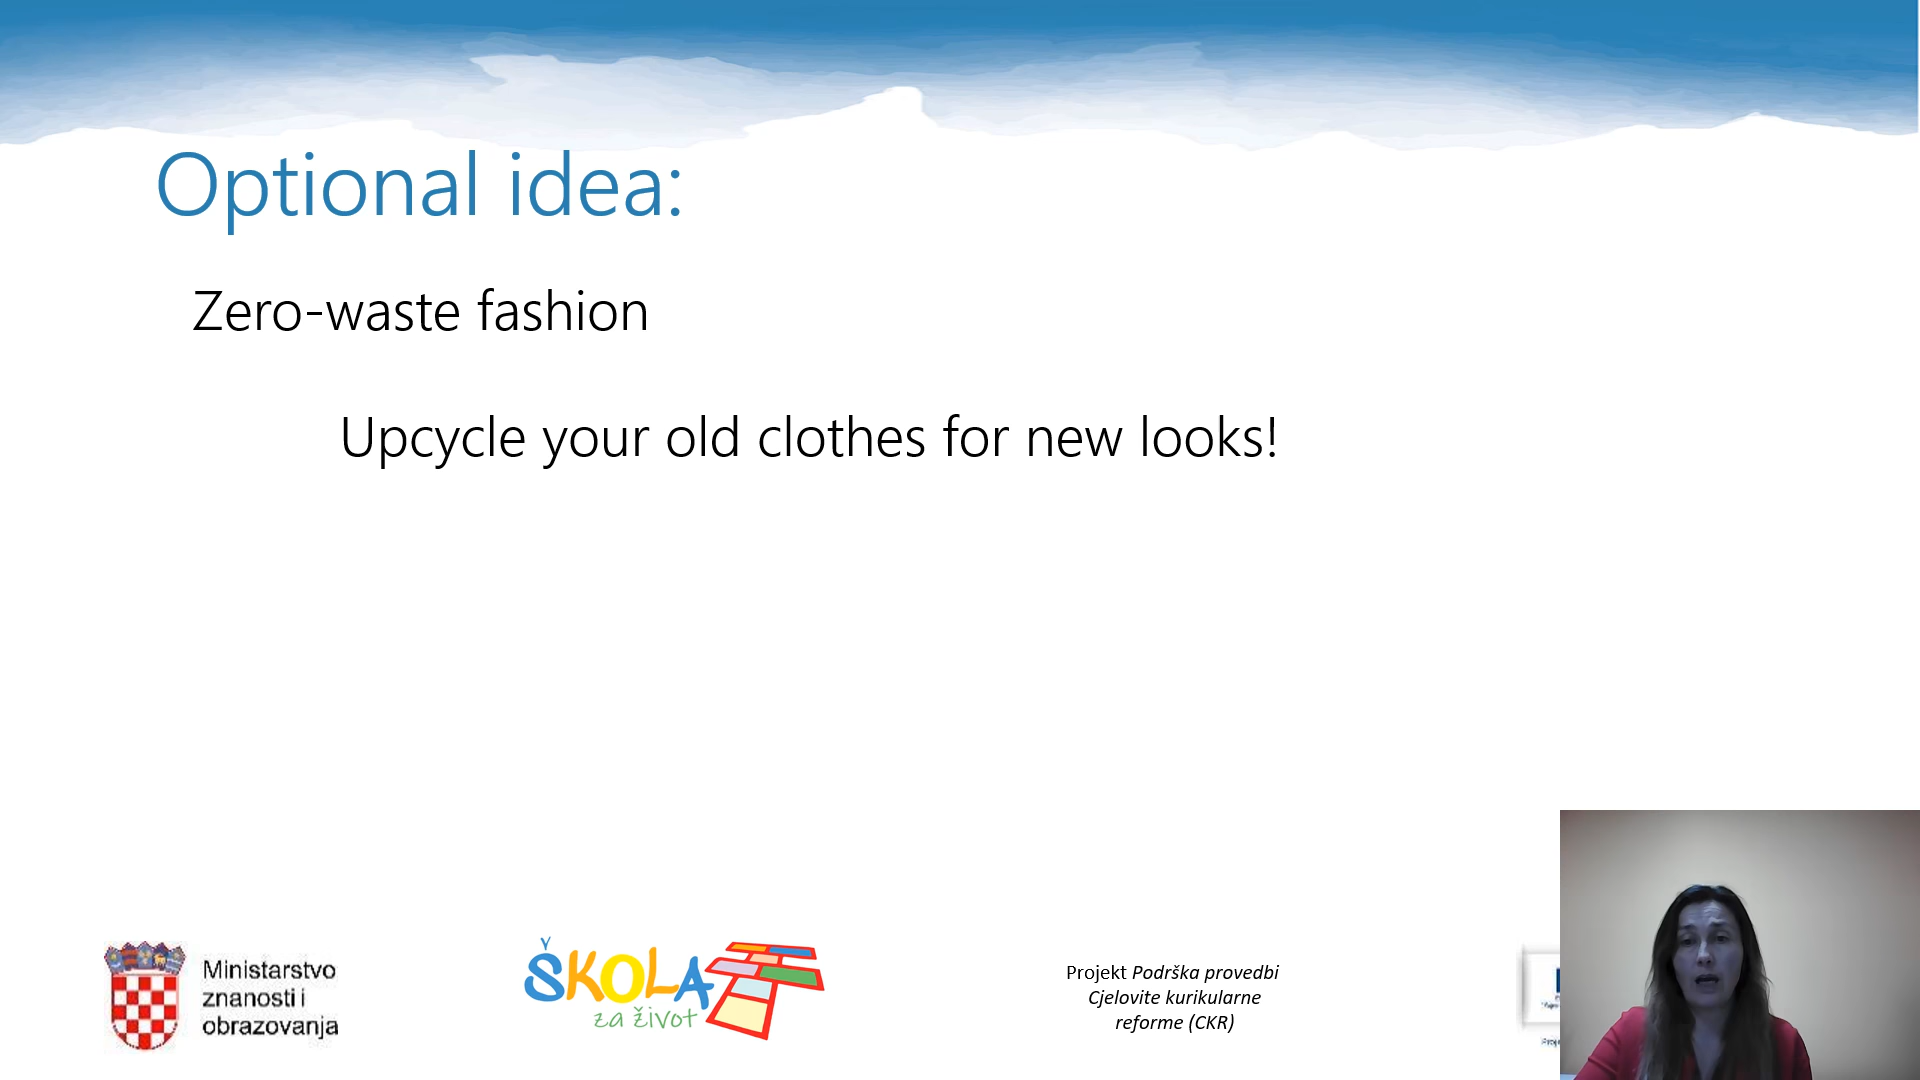 Optional idea:
Zero-waste fashion
Upcycle your old clothes for new looks!
Ministarstvo
znanosti i
obrazovanja
ŠKOLA
za život
Projekt Podrška provedbi
Cjelovite kurikularne
reforme (CKR)